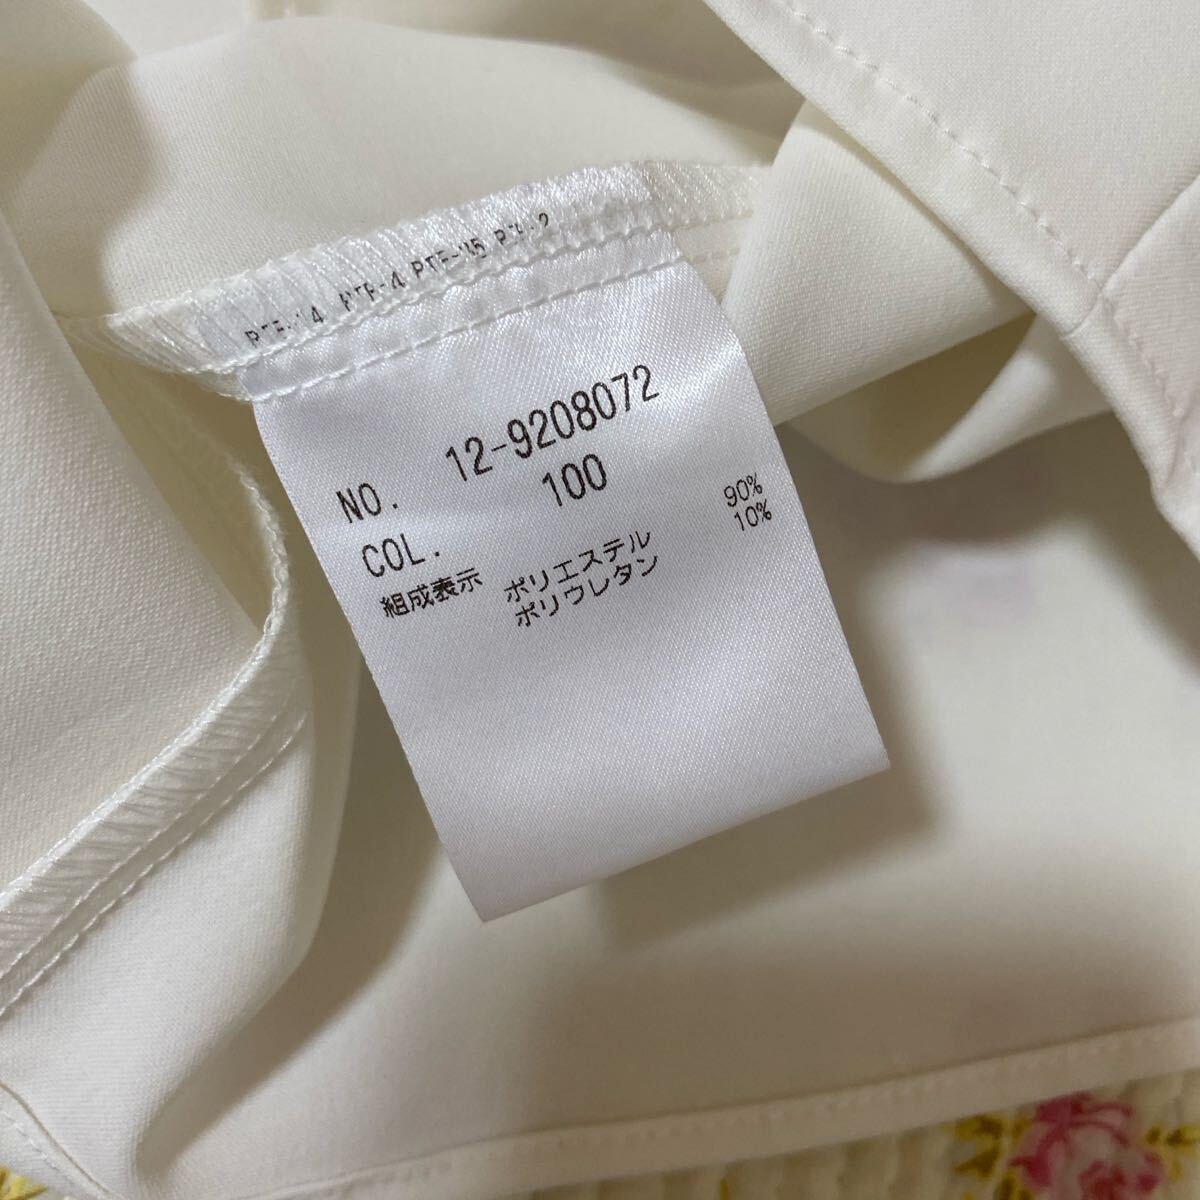 NO. 12-9208072
COL. 100
組成表示 ポリエステル 90%
ポリウレタン 10%